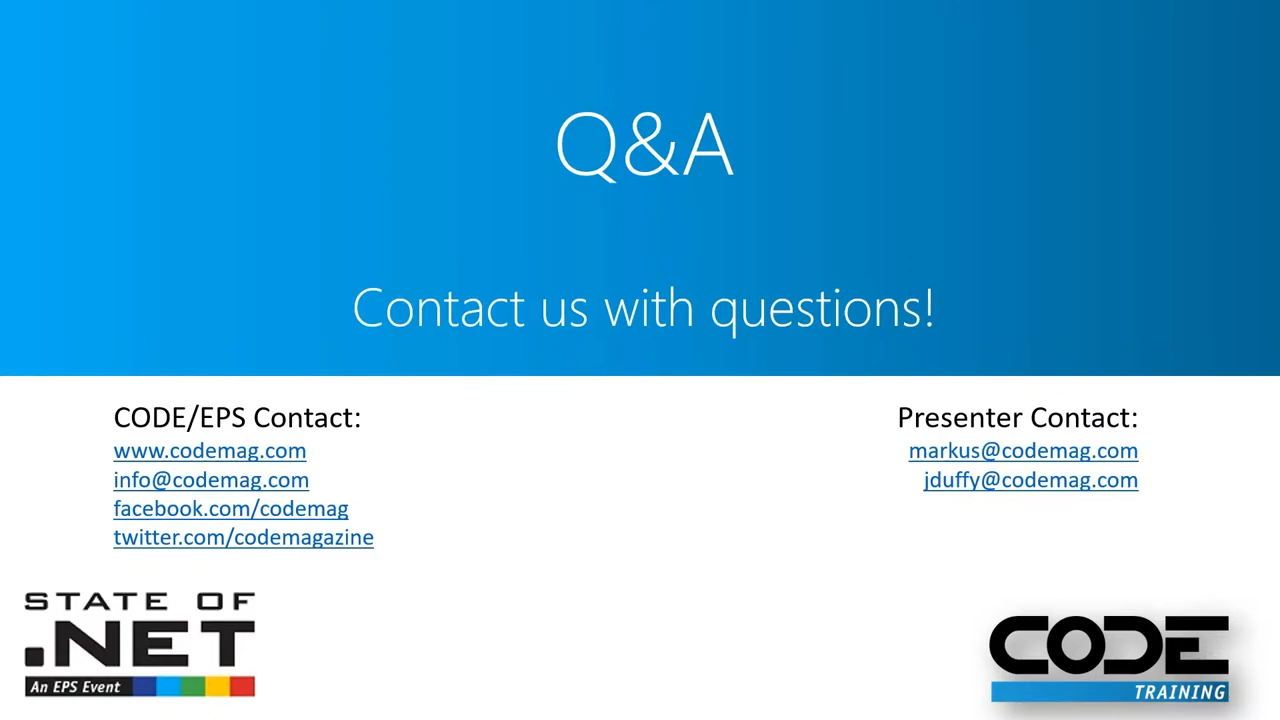 Q&A
Contact us with questions!
CODE/EPS Contact:
www.codemag.com
info@codemag.com
facebook.com/codemag
twitter.com/codemagazine
Presenter Contact:
markus@codemag.com
jduffy@codemag.com
STATE OF
.NET
An EPS Event
CODE
TRAINING